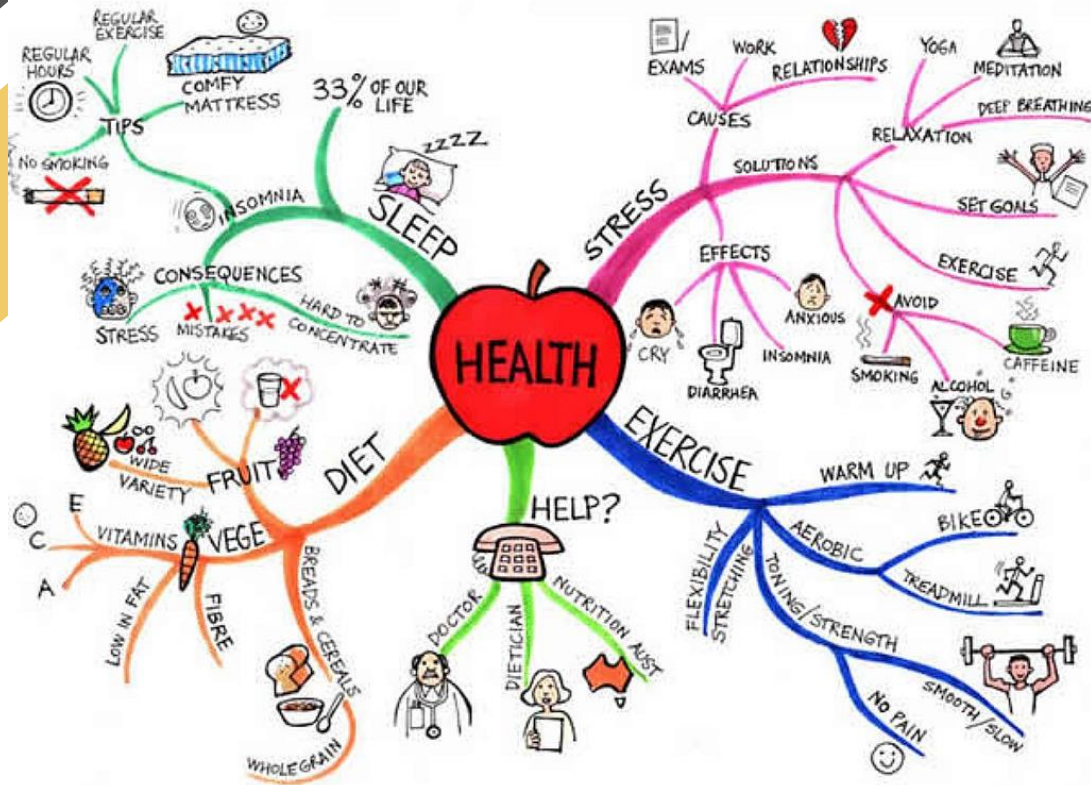 HEALTH
SLEEP
33% OF OUR
LIFE
ZZZZ
INSOMNIA
TIPS
REGULAR
EXERCISE
REGULAR
HOURS
COMFY
MATTRESS
NO SMOKING
CONSEQUENCES
STRESS
MISTAKES
HARD TO
CONCENTRATE
STRESS
CAUSES
EXAMS
WORK
RELATIONSHIPS
SOLUTIONS
RELAXATION
YOGA
MEDITATION
DEEP BREATHING
SET GOALS
EXERCISE
AVOID
SMOKING
ALCOHOL
CAFFEINE
EFFECTS
CRY
DIARRHEA
INSOMNIA
ANXIOUS
EXERCISE
WARM UP
AEROBIC
BIKE
TREADMILL
TONING/STRENGTH
SMOOTH/SLOW
NO PAIN
FLEXIBILITY
STRETCHING
HELP?
DOCTOR
DIETICIAN
NUTRITION AUST
DIET
FRUIT
WIDE
VARIETY
VEGE
VITAMINS
E
C
A
LOW IN FAT
FIBRE
BREADS & CEREALS
WHOLEGRAIN